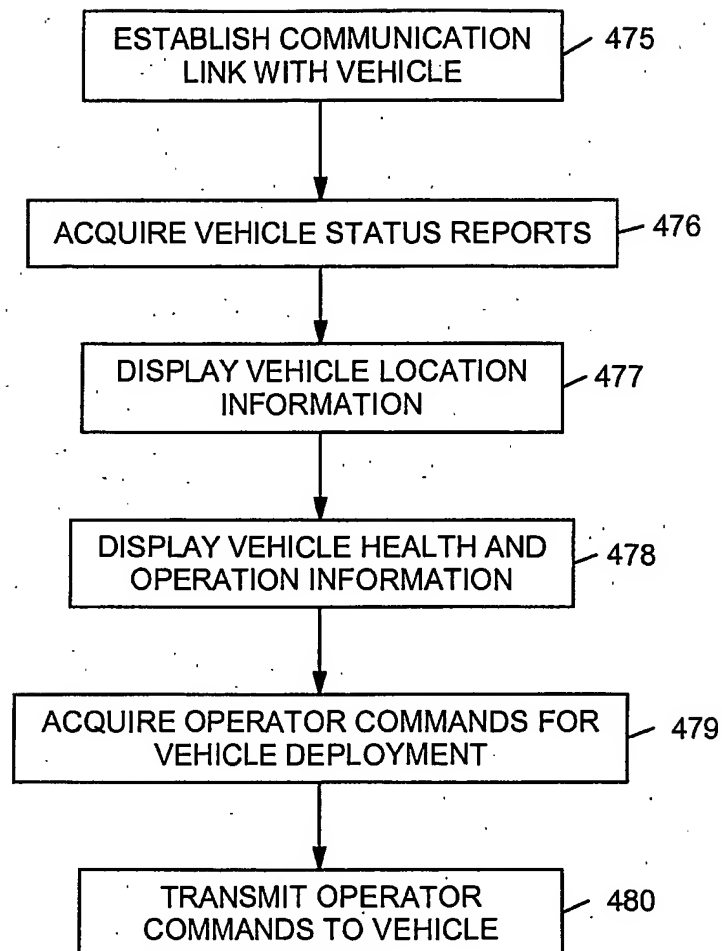 ESTABLISH COMMUNICATION
LINK WITH VEHICLE
475
ACQUIRE VEHICLE STATUS REPORTS
476
DISPLAY VEHICLE LOCATION
INFORMATION
477
DISPLAY VEHICLE HEALTH AND
OPERATION INFORMATION
478
ACQUIRE OPERATOR COMMANDS FOR
VEHICLE DEPLOYMENT
479
TRANSMIT OPERATOR
COMMANDS TO VEHICLE
480